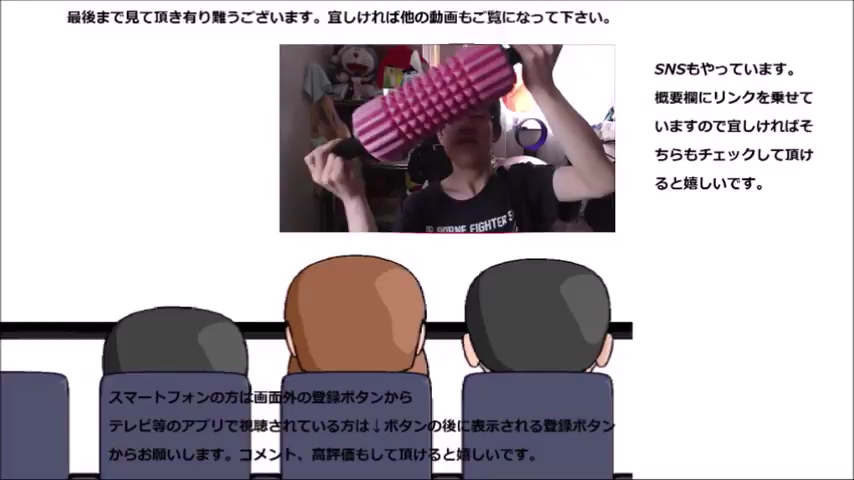 最後まで見て頂き有り難うございます。宜しければ他の動画もご覧になって下さい。
SNSもやっています。
概要欄にリンクを乗せて
いますので宜しければそ
ちらもチェックして頂け
ると嬉しいです。
BORNE FIGHTER S
スマートフォンの方は画面外の登録ボタンから
テレビ等のアプリで視聴されている方は↓ボタンの後に表示される登録ボタン
からお願いします。コメント、高評価もして頂けると嬉しいです。